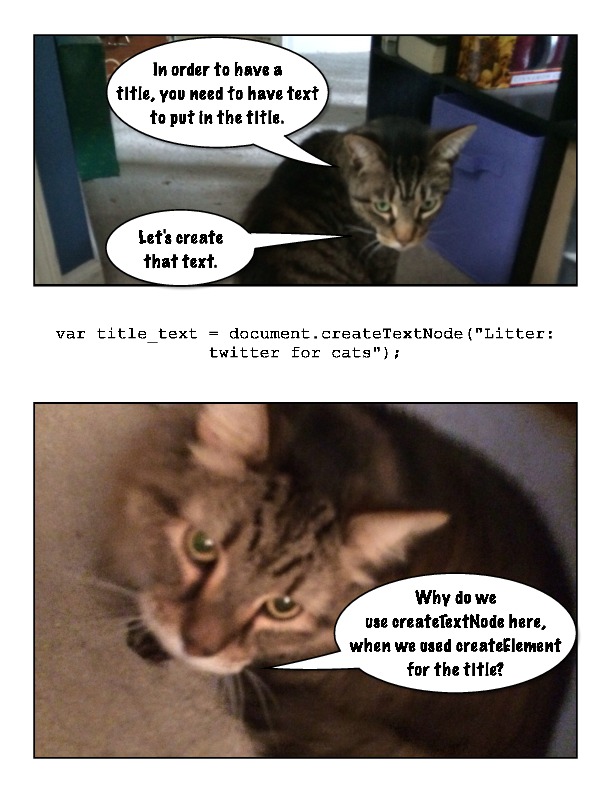 In order to have a
title, you need to have text
to put in the title.
Let's create
that text.
var title_text = document.createTextNode("Litter:
twitter for cats");
Why do we
use createTextNode here,
when we used createElement
for the title?